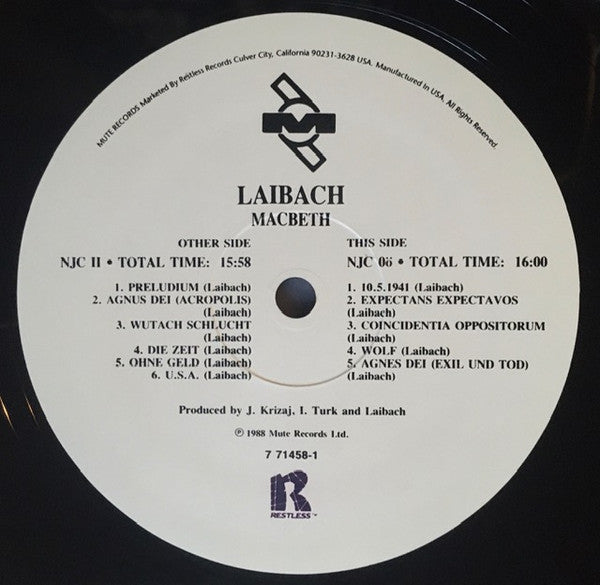 MUTE RECORDS Marketed By Restless Records Culver City, California 90231-3628 USA. Manufactured In USA. All Rights Reserved.
M
LAIBACH
MACBETH
OTHER SIDE
NJC II • TOTAL TIME: 15:58
1. PRELUDIUM (Laibach)
2. AGNUS DEI (ACROPOLIS)
(Laibach)
3. WUTACH SCHLUCHT
(Laibach)
4. DIE ZEIT (Laibach)
5. OHNE GELD (Laibach)
6. U.S.A. (Laibach)
THIS SIDE
NJC 0ö • TOTAL TIME: 16:00
1. 10.5.1941 (Laibach)
2. EXPECTANS EXPECTAVOS
(Laibach)
3. COINCIDENTIA OPPOSITORUM
4. WOLF (Laibach)
5. AGNES DEI (EXIL UND TOD)
(Laibach)
Produced by J. Krizaj, I. Turk and Laibach
℗ 1988 Mute Records Ltd.
7 71458-1
R
RESTLESS™